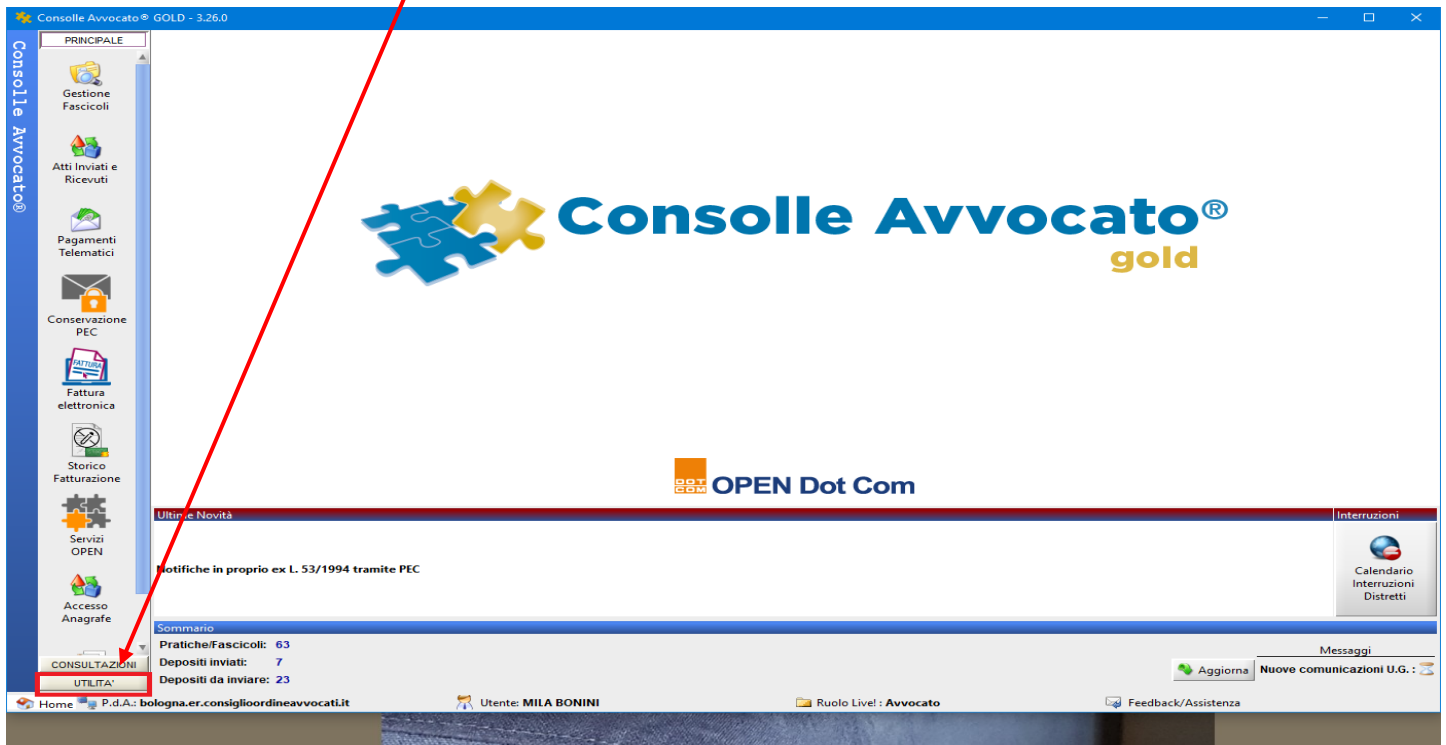 Consolle Avvocato® GOLD - 3.26.0
Consolle Avvocato®
PRINCIPALE
Gestione
Fascicoli
Atti Inviati e
Ricevuti
Pagamenti
Telematici
Conservazione
PEC
FATTURA
Fattura
elettronica
Storico
Fatturazione
Servizi
OPEN
Accesso
Anagrafe
CONSULTAZIONI
UTILITA'
Consolle Avvocato®
gold
DOT
COM
OPEN Dot Com
Ultime Novità
Interruzioni
Notifiche in proprio ex L. 53/1994 tramite PEC
Calendario
Interruzioni
Distretti
Sommario
Pratiche/Fascicoli: 63
Depositi inviati: 7
Depositi da inviare: 23
Messaggi
Aggiorna
Nuove comunicazioni U.G. :
Home
P.d.A.: bologna.er.consiglioordineavvocati.it
Utente: MILA BONINI
Ruolo Live! : Avvocato
Feedback/Assistenza